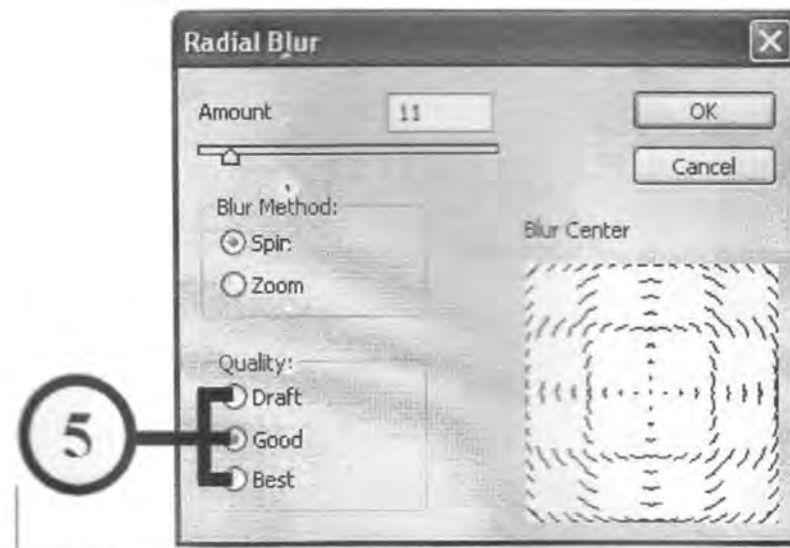 Radial Blur
Amount 11
OK
Cancel
Blur Method:
Spin
Zoom
Blur Center
Quality:
Draft
Good
Best
5